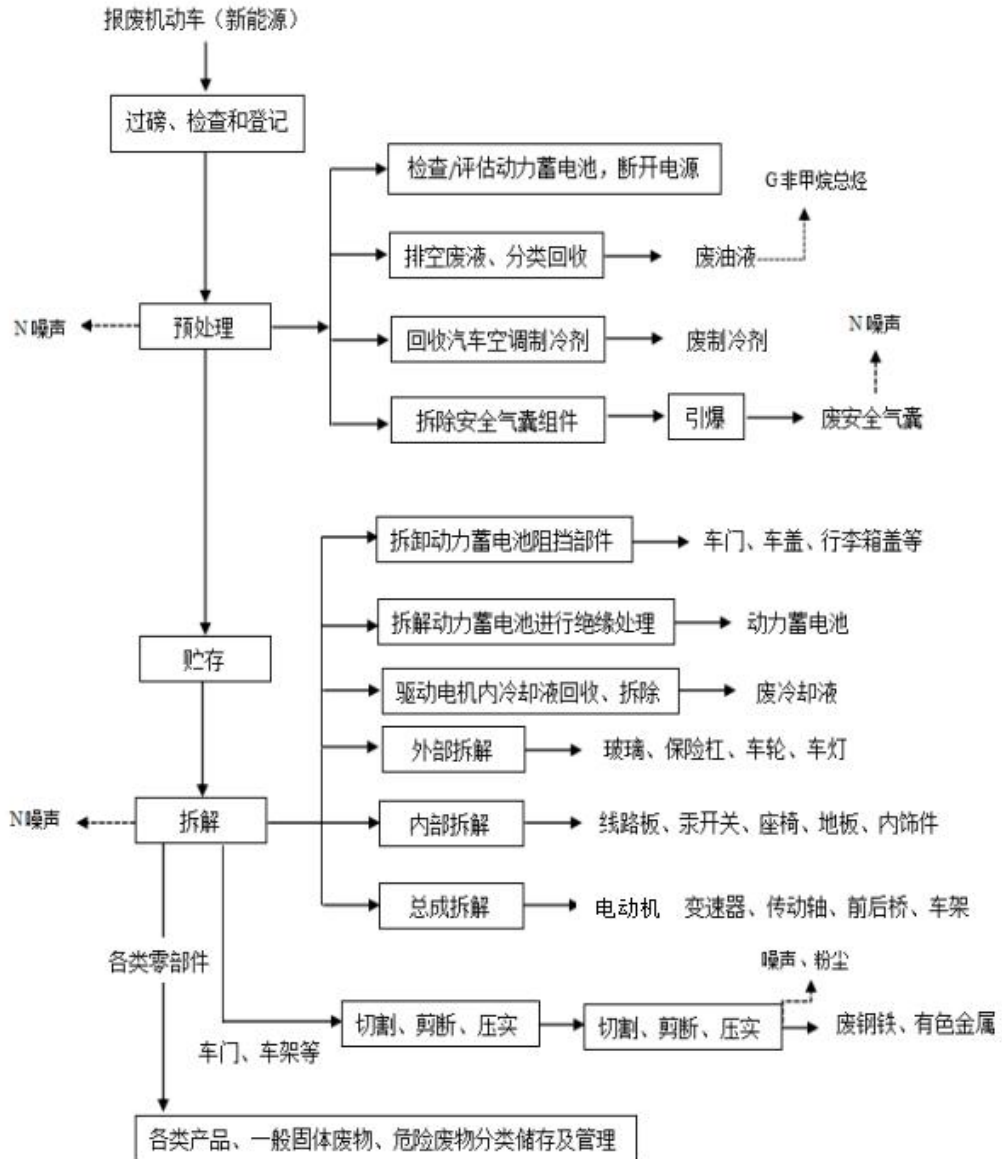 报废机动车（新能源）
过磅、检查和登记
检查/评估动力蓄电池，断开电源
G非甲烷总烃
排空废液、分类回收
废油液
N噪声
预处理
回收汽车空调制冷剂
废制冷剂
N噪声
拆除安全气囊组件
引爆
废安全气囊
拆卸动力蓄电池阻挡部件
车门、车盖、行李箱盖等
拆解动力蓄电池进行绝缘处理
动力蓄电池
贮存
驱动电机内冷却液回收、拆除
废冷却液
外部拆解
玻璃、保险杠、车轮、车灯
N噪声
拆解
内部拆解
线路板、汞开关、座椅、地板、内饰件
总成拆解
电动机 变速器、传动轴、前后桥、车架
各类零部件
噪声、粉尘
切割、剪断、压实
切割、剪断、压实
废钢铁、有色金属
车门、车架等
各类产品、一般固体废物、危险废物分类储存及管理